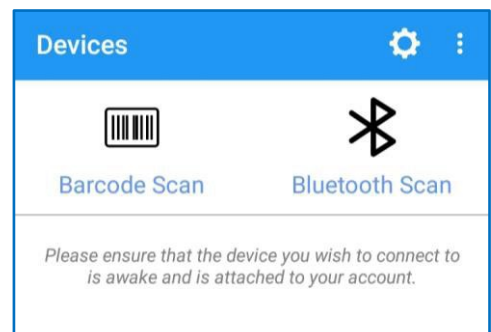 Devices
Barcode Scan
Bluetooth Scan
Please ensure that the device you wish to connect to
is awake and is attached to your account.